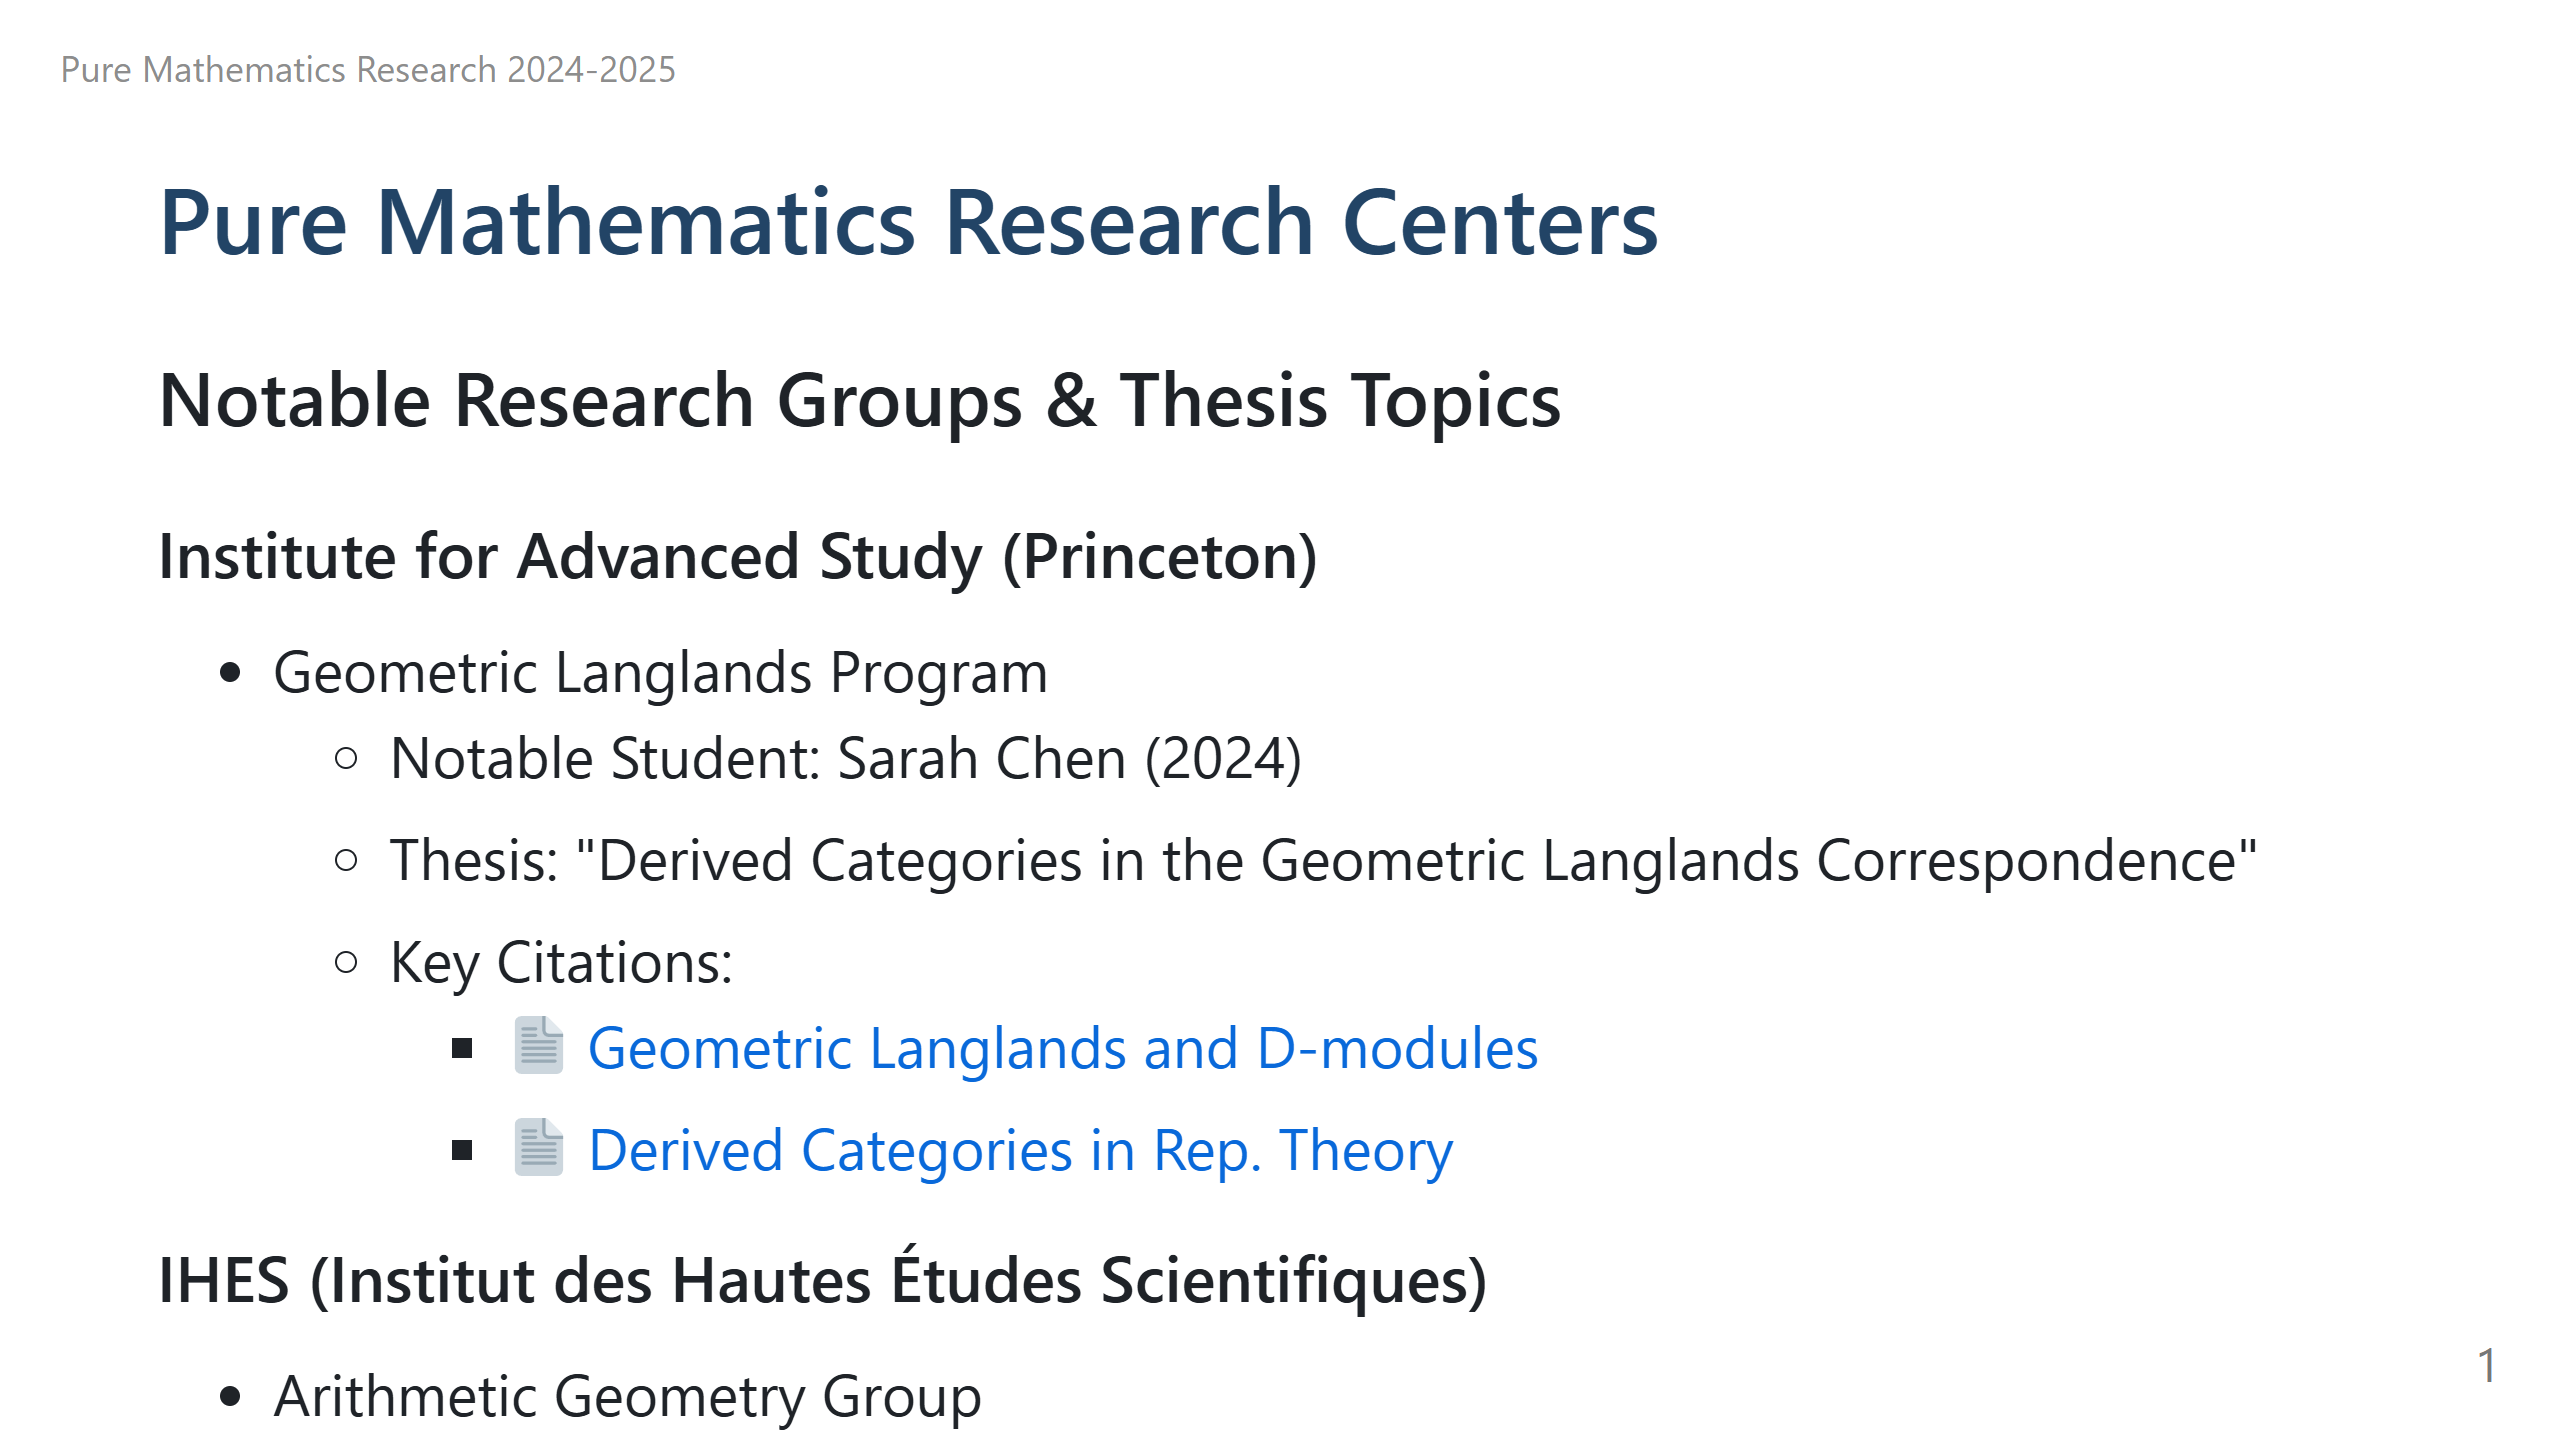 Pure Mathematics Research 2024-2025
Pure Mathematics Research Centers
Notable Research Groups & Thesis Topics
Institute for Advanced Study (Princeton)
Geometric Langlands Program
Notable Student: Sarah Chen (2024)
Thesis: "Derived Categories in the Geometric Langlands Correspondence"
Key Citations:
Geometric Langlands and D-modules
Derived Categories in Rep. Theory
IHES (Institut des Hautes Études Scientifiques)
Arithmetic Geometry Group
1